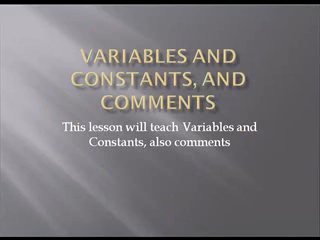 VARIABLES AND
CONSTANTS, AND
COMMENTS
This lesson will teach Variables and
Constants, also comments